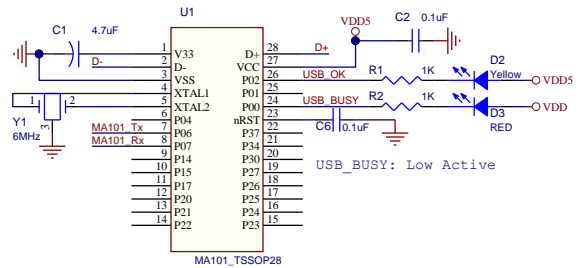 U1
C1 4.7uF
C2 0.1uF
VDD5
1 V33 D+ 28 D+
D- 2 D- VCC 27
3 VSS P02 26 USB_OK R1 1K D2 Yellow VDD5
4 XTAL1 P01 25
5 XTAL2 P00 24 USB_BUSY R2 1K D3 RED VDD
1 2 3 Y1 6MHz
6 P04 nRST 23 C6 0.1uF
MA101_Tx 7 P06 P37 22
MA101_Rx 8 P07 P34 21
9 P14 P30 20
10 P15 P27 19
11 P17 P26 18
12 P20 P25 17
13 P21 P24 16
14 P22 P23 15
USB_BUSY: Low Active
MA101_TSSOP28